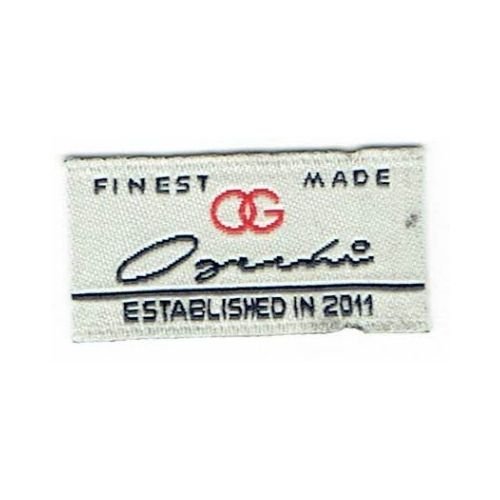 FINEST MADE
OG
ESTABLISHED IN 2011